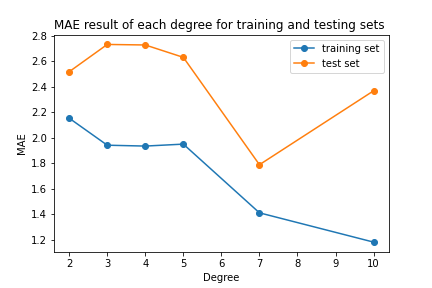 MAE result of each degree for training and testing sets
training set
test set
MAE
2.8
2.6
2.4
2.2
2.0
1.8
1.6
1.4
1.2
2 3 4 5 6 7 8 9 10
Degree